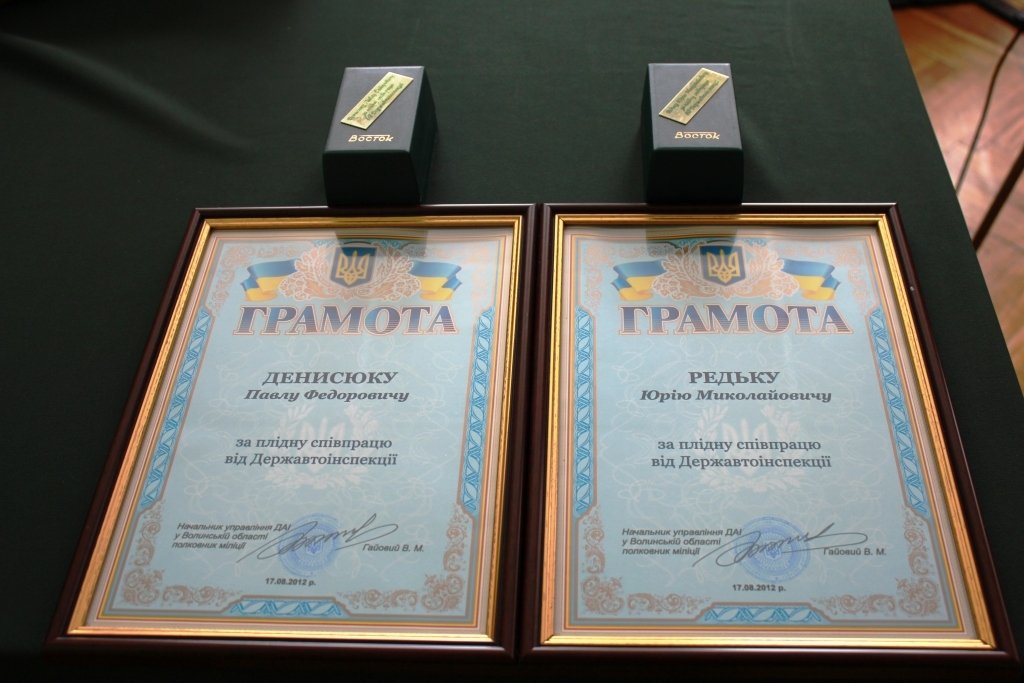 Восток
Восток
ГРАМОТА
ДЕНИСЮКУ
Павлу Федоровичу
за плідну співпрацю
від Державтоінспекції
Начальник управління ДАІ
у Волинській області
полковник міліції
Гайовий В. М.
17.08.2012 р.
ГРАМОТА
РЕДЬКУ
Юрію Миколайовичу
за плідну співпрацю
від Державтоінспекції
Начальник управління ДАІ
у Волинській області
полковник міліції
Гайовий В. М.
17.08.2012 р.